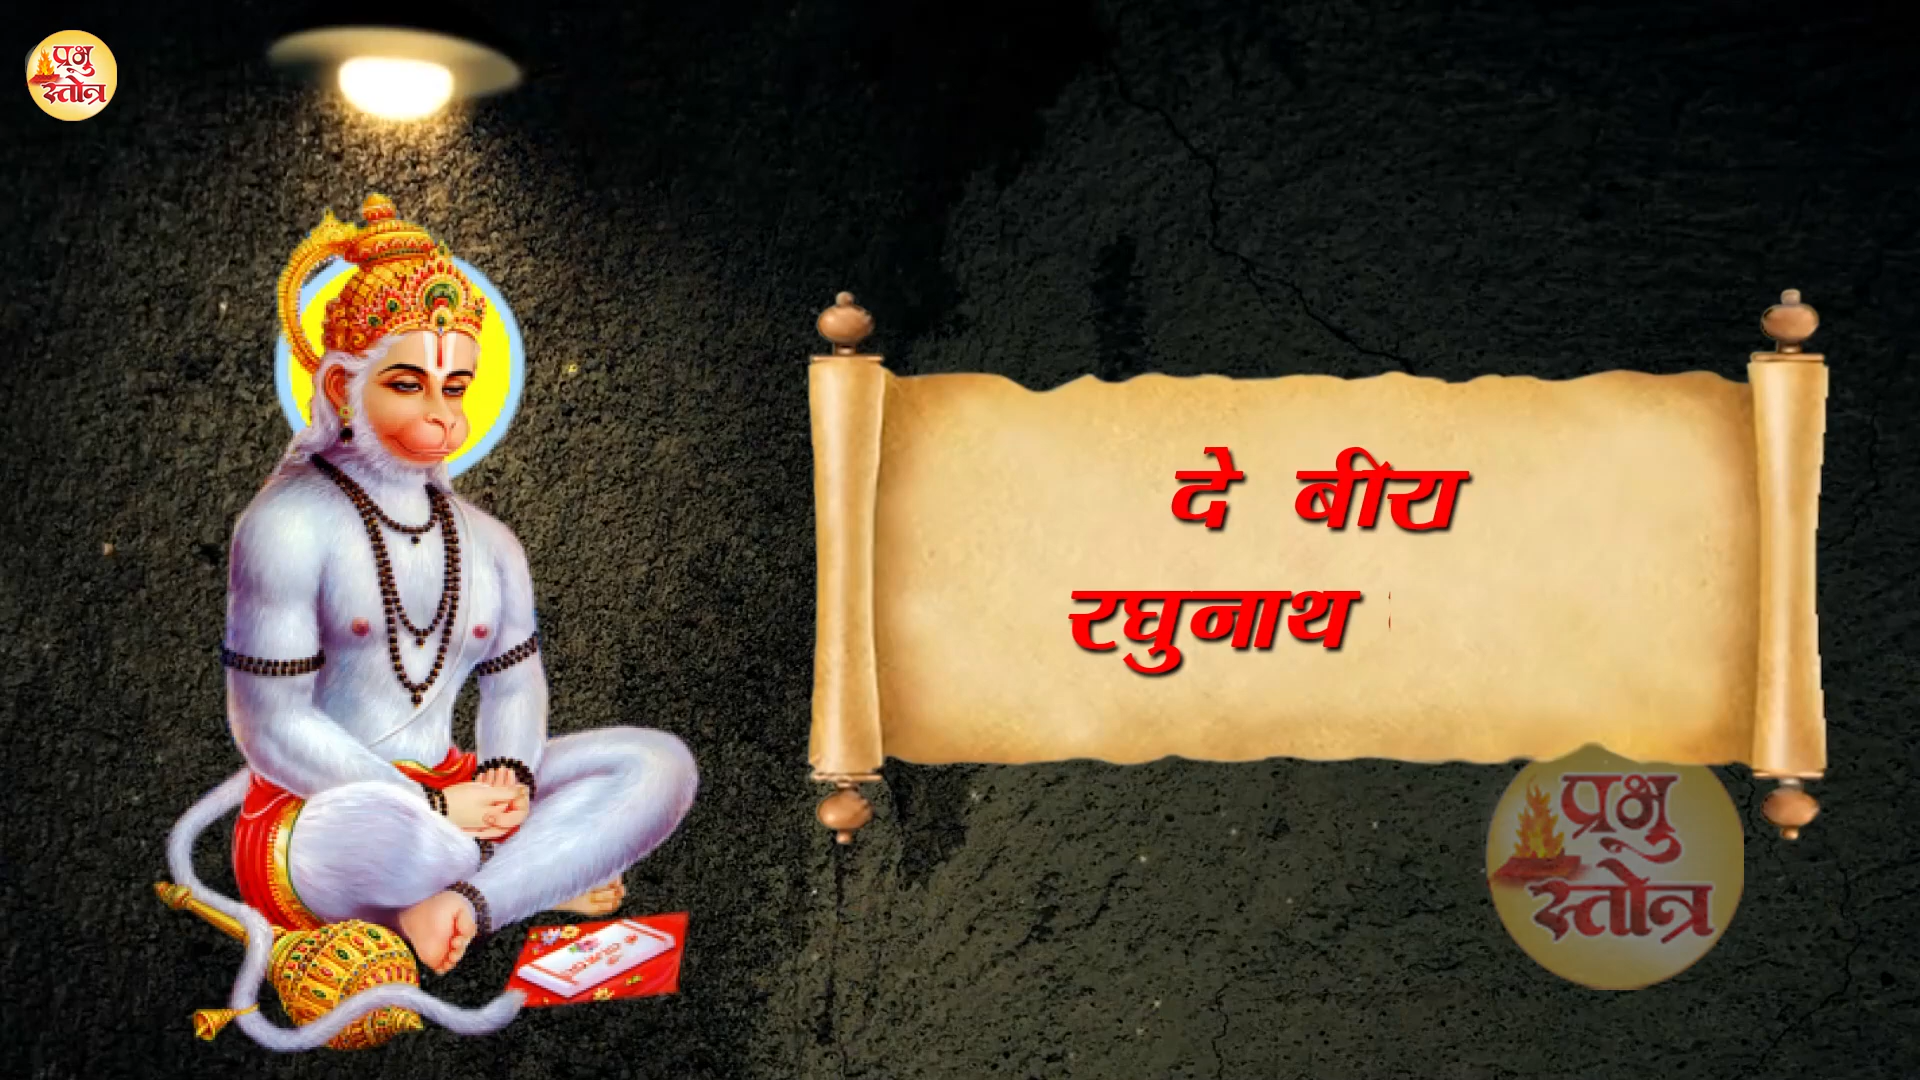 प्रभु
स्तोत्र
दे बीरा
रघुनाथ
प्रभु
स्तोत्र